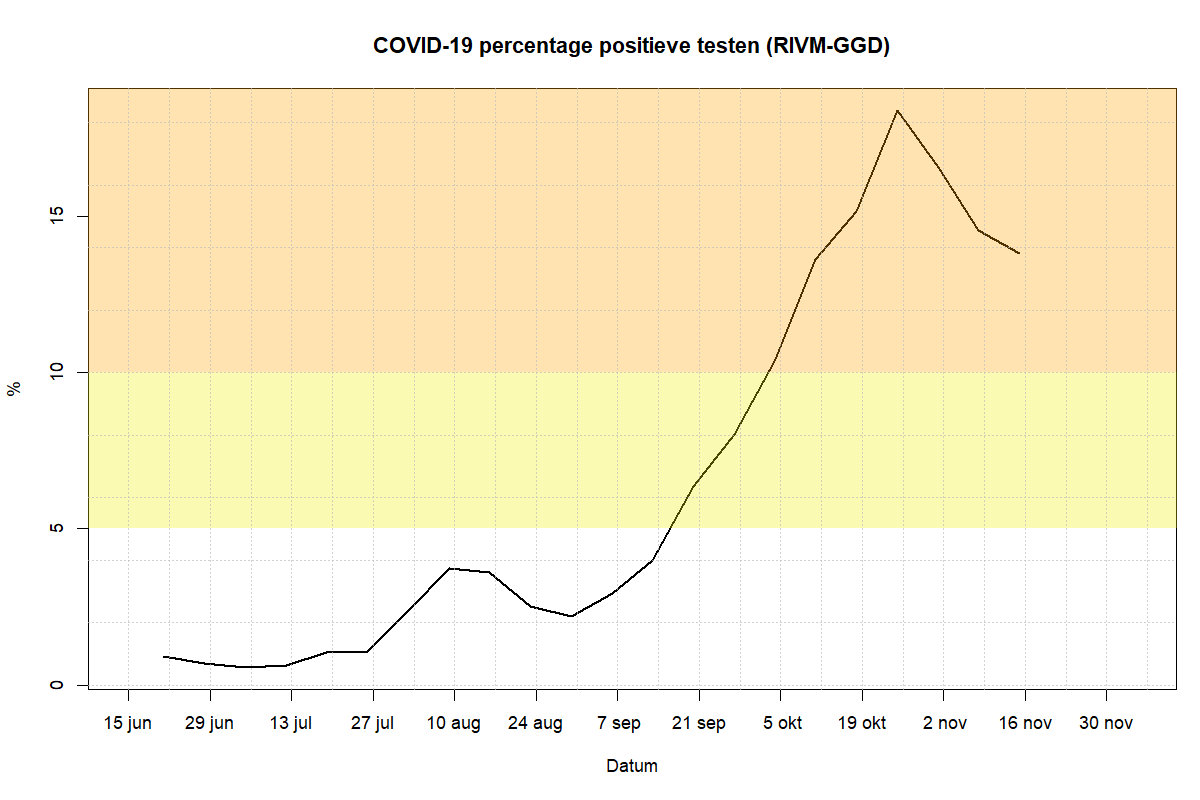 COVID-19 percentage positieve testen (RIVM-GGD)
%
15
10
5
0
15 jun 29 jun 13 jul 27 jul 10 aug 24 aug 7 sep 21 sep 5 okt 19 okt 2 nov 16 nov 30 nov
Datum